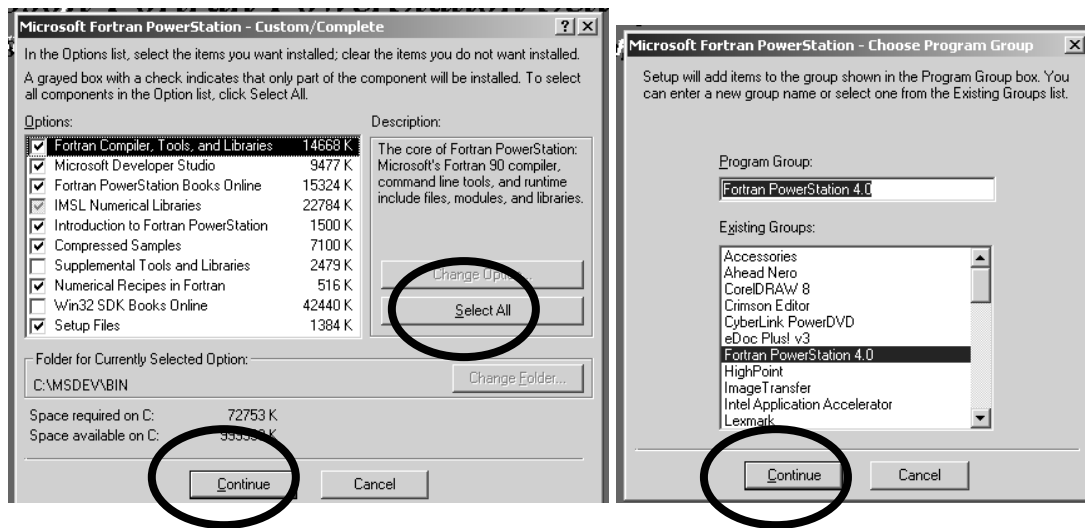 Microsoft Fortran PowerStation - Custom/Complete
In the Options list, select the items you want installed; clear the items you do not want installed.
A grayed box with a check indicates that only part of the component will be installed. To select
all components in the Option list, click Select All.
Options:
Fortran Compiler, Tools, and Libraries 14668 K
Microsoft Developer Studio 9477 K
Fortran PowerStation Books Online 15324 K
IMSL Numerical Libraries 22784 K
Introduction to Fortran PowerStation 1500 K
Compressed Samples 7100 K
Supplemental Tools and Libraries 2479 K
Numerical Recipes in Fortran 516 K
Win32 SDK Books Online 42440 K
Setup Files 1384 K
Description:
The core of Fortran PowerStation:
Microsoft's Fortran 90 compiler,
command line tools, and runtime
include files, modules, and libraries.
Change Option...
Select All
Folder for Currently Selected Option:
C:\MSDEV\BIN
Change Folder...
Space required on C: 72753 K
Space available on C: K
Continue
Cancel
Microsoft Fortran PowerStation - Choose Program Group
Setup will add items to the group shown in the Program Group box. You
can enter a new group name or select one from the Existing Groups list.
Program Group:
Fortran PowerStation 4.0
Existing Groups:
Accessories
Ahead Nero
CorelDRAW 8
Crimson Editor
CyberLink PowerDVD
eDoc Plus! v3
Fortran PowerStation 4.0
HighPoint
ImageTransfer
Intel Application Accelerator
Lexmark
Continue
Cancel